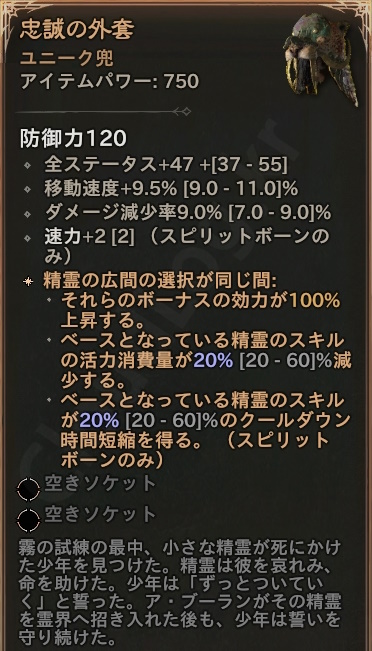 忠誠の外套
ユニーク兜
アイテムパワー: 750
防御力120
全ステータス+47 +[37 - 55]
移動速度+9.5% [9.0 - 11.0]%
ダメージ減少率9.0% [7.0 - 9.0]%
速力+2 [2] （スピリットボーンの
み）
精霊の広間の選択が同じ間:
それらのボーナスの効力が100%
上昇する。
ベースとなっている精霊のスキル
の活力消費量が20% [20 - 60]%減
少する。
ベースとなっている精霊のスキル
が20% [20 - 60]%のクールダウン
時間短縮を得る。 （スピリット
ボーンのみ）
空きソケット
空きソケット
霧の試練の最中、小さな精霊が死にかけ
た少年を見つけた。精霊は彼を哀れみ、
命を助けた。少年は「ずっとついてい
く」と誓った。ア・ブーランがその精霊
を霊界へ招き入れた後も、少年は誓いを
守り続けた。